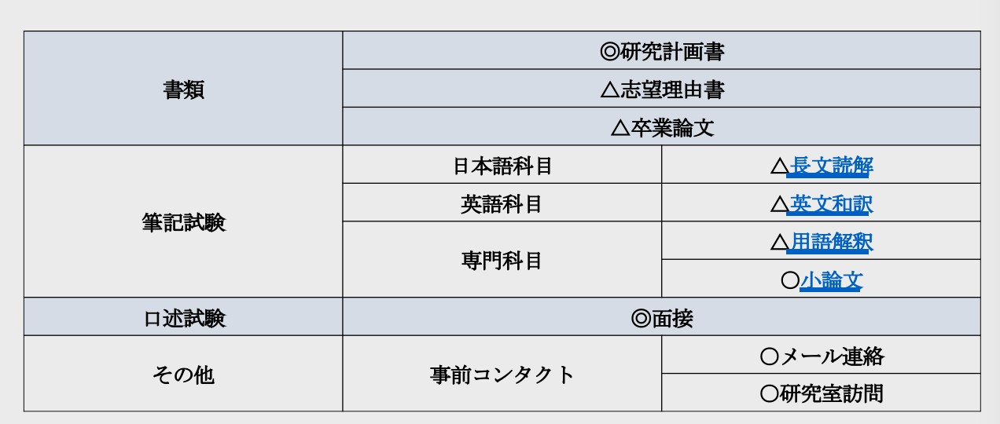 書類
◎研究計画書
△志望理由書
△卒業論文
筆記試験
日本語科目
△長文読解
英語科目
△英文和訳
専門科目
△用語解釈
〇小論文
口述試験
◎面接
その他
事前コンタクト
〇メール連絡
〇研究室訪問